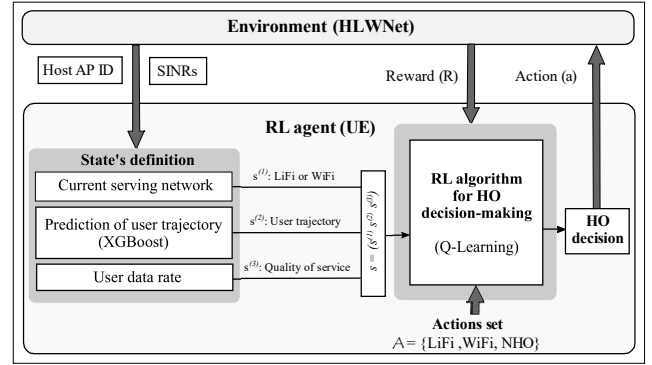 Environment (HLWNet)
Host AP ID
SINRs
Reward (R)
Action (a)
RL agent (UE)
State's definition
Current serving network
Prediction of user trajectory
(XGBoost)
User data rate
s(1): LiFi or WiFi
s(2): User trajectory
s(3): Quality of service
s = (s(1) s(2) s(3))
RL algorithm
for HO
decision-making
(Q-Learning)
HO
decision
Actions set
A = {LiFi ,WiFi, NHO}